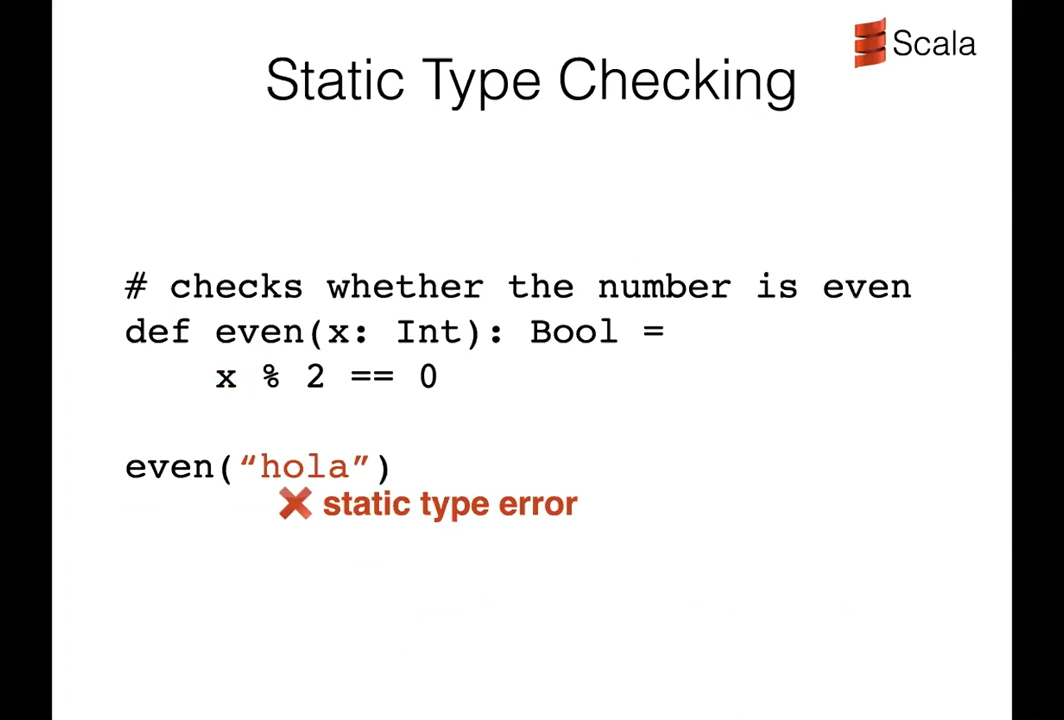 Scala
Static Type Checking
# checks whether the number is even
def even(x: Int): Bool =
x % 2 == 0
even(“hola”)
✘ static type error